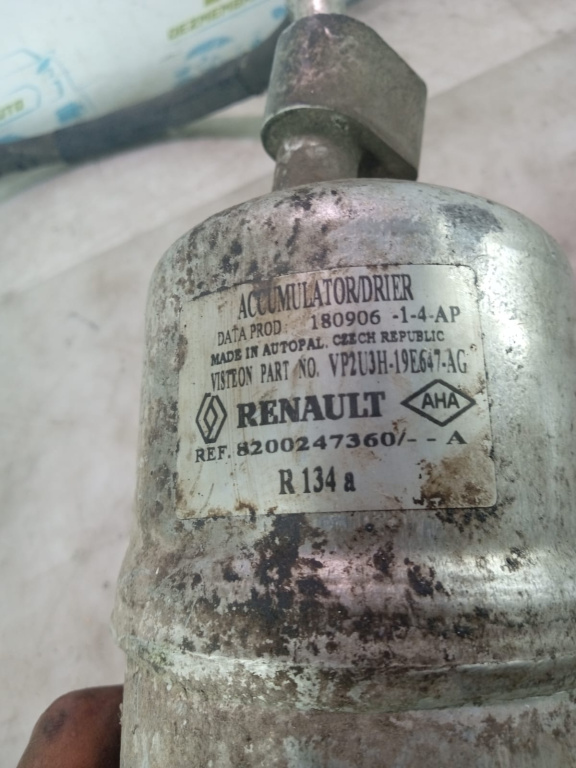 AUTO
ACCUMULATOR/DRIER
DATA PROD 180906 -1-4-AP
MADE IN AUTOPAL, CZECH REPUBLIC
VISTEON PART NO. VP2U3H-19E647-AG
RENAULT AHA
REF. 8200247360/- - A
R 134 a